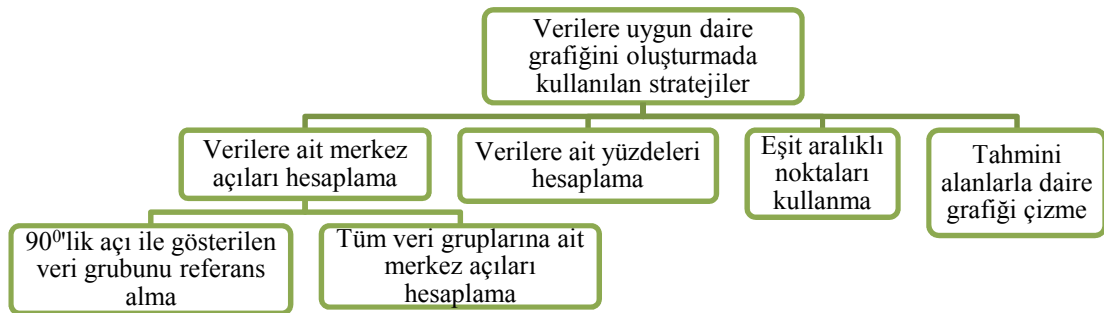 Verilere uygun daire
grafiğini oluşturmada
kullanılan stratejiler
Verilere ait merkez
açıları hesaplama
Verilere ait yüzdeleri
hesaplama
Eşit aralıklı
noktaları
kullanma
Tahmini
alanlarla daire
grafiği çizme
90⁰'lik açı ile gösterilen
veri grubunu referans
alma
Tüm veri gruplarına ait
merkez açıları
hesaplama